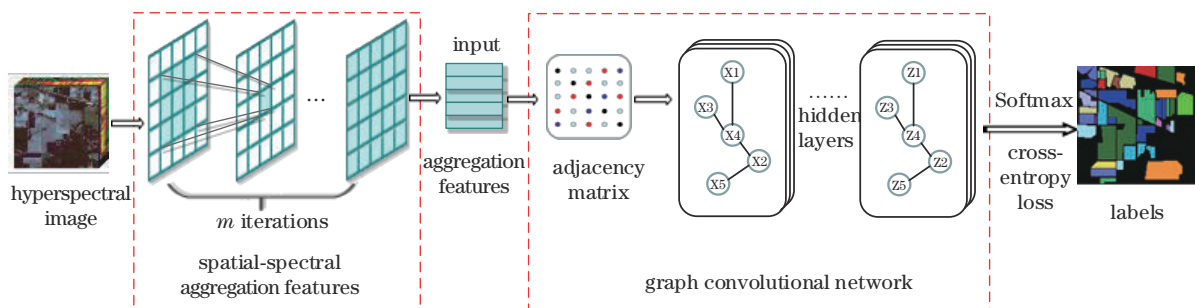 hyperspectral
image
...
m iterations
spatial-spectral
aggregation features
input
aggregation
features
adjacency
matrix
X1
X3
X4
X2
X5
......
hidden
layers
Z1
Z3
Z4
Z2
Z5
graph convolutional network
Softmax
cross-
entropy
loss
labels